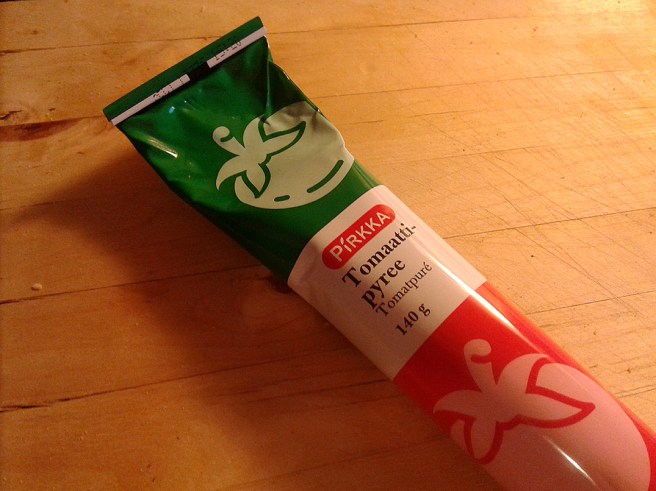 PIRKKA
Tomaatti-
pyree
Tomatpuré
140 g